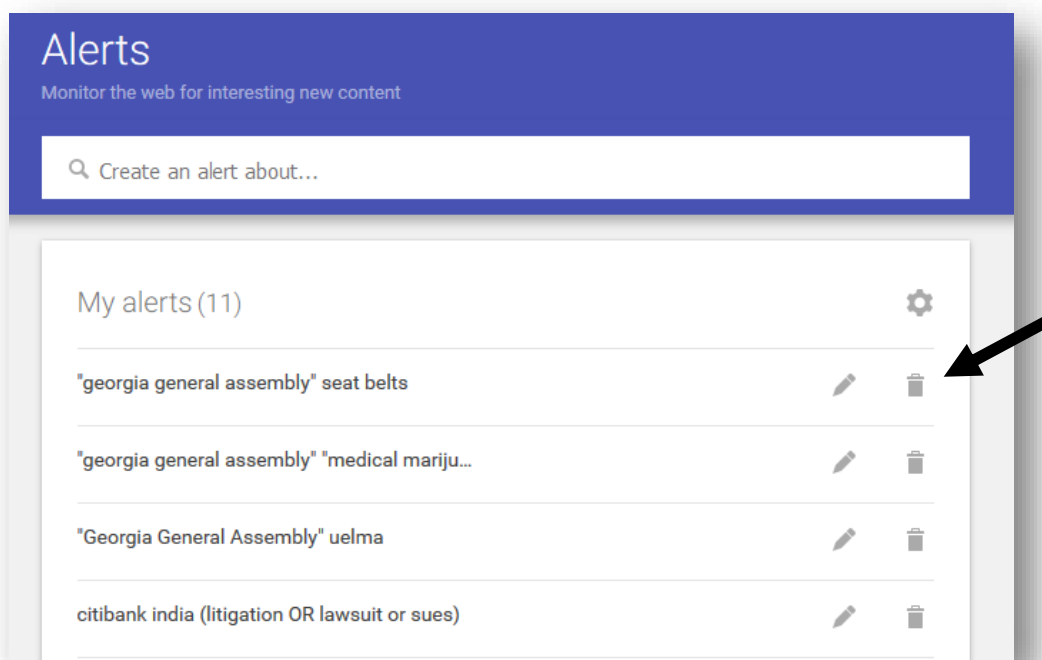 Alerts
Monitor the web for interesting new content
Create an alert about...
My alerts (11)
"georgia general assembly" seat belts
"georgia general assembly" "medical mariju...
"Georgia General Assembly" uelma
citibank india (litigation OR lawsuit or sues)